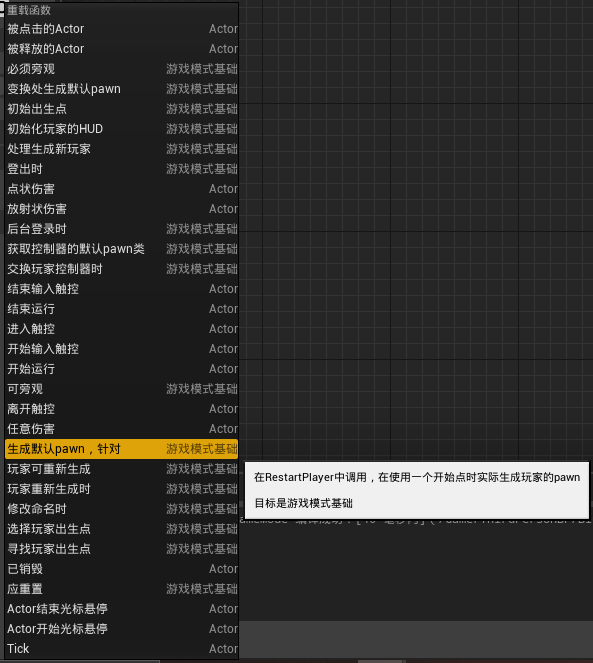 重载函数
被点击的Actor Actor
被释放的Actor Actor
必须旁观 游戏模式基础
变换处生成默认pawn 游戏模式基础
初始出生点 游戏模式基础
初始化玩家的HUD 游戏模式基础
处理生成新玩家 游戏模式基础
登出时 游戏模式基础
点状伤害 Actor
放射状伤害 Actor
后台登录时 游戏模式基础
获取控制器的默认pawn类 游戏模式基础
交换玩家控制器时 游戏模式基础
结束输入触控 Actor
结束运行 Actor
进入触控 Actor
开始输入触控 Actor
开始运行 Actor
可旁观 游戏模式基础
离开触控 Actor
任意伤害 Actor
生成默认pawn，针对 游戏模式基础
玩家可重新生成 游戏模式基础
在RestartPlayer中调用，在使用一个开始点时实际生成玩家的pawn
玩家重新生成时 游戏模式基础
目标是游戏模式基础
修改命名时 游戏模式基础
选择玩家出生点 游戏模式基础
寻找玩家出生点 游戏模式基础
已销毁 Actor
应重置 游戏模式基础
Actor结束光标悬停 Actor
Actor开始光标悬停 Actor
Tick Actor